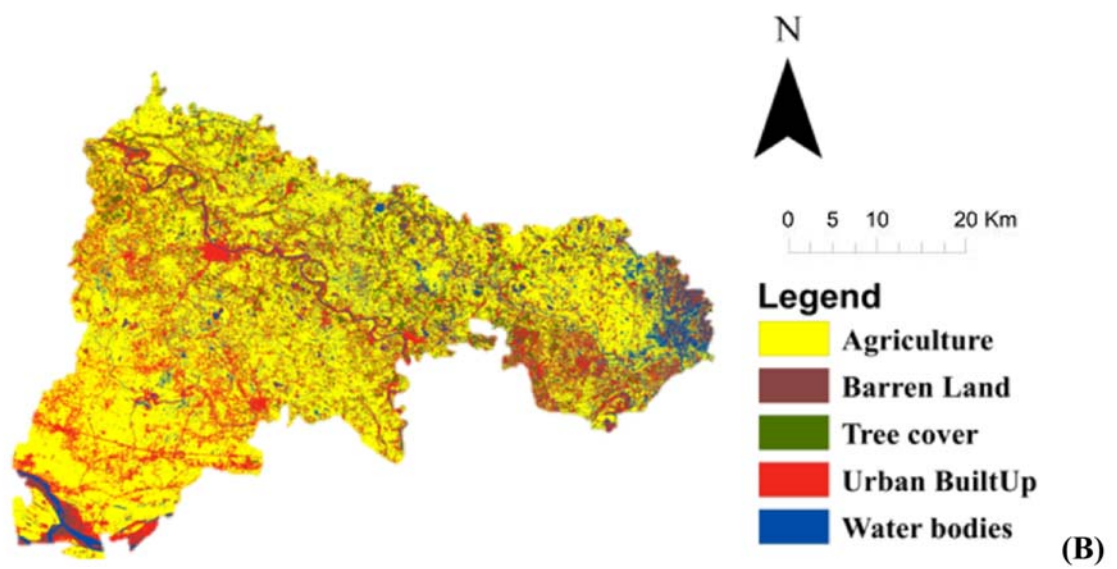 N
0 5 10 20 Km
Legend
Agriculture
Barren Land
Tree cover
Urban BuiltUp
Water bodies
(B)